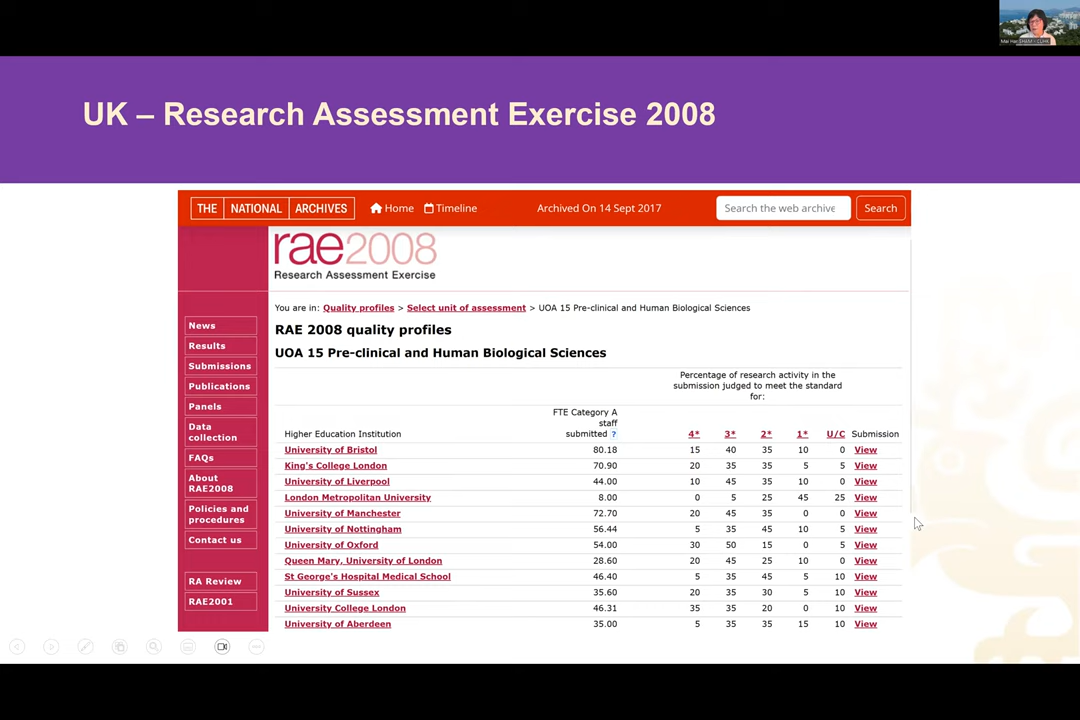 Mai Har SHAM | CUHK
UK – Research Assessment Exercise 2008
THE NATIONAL ARCHIVES Home Timeline Archived On 14 Sept 2017 Search the web archive Search
rae2008
Research Assessment Exercise
You are in: Quality profiles > Select unit of assessment > UOA 15 Pre-clinical and Human Biological Sciences
RAE 2008 quality profiles
UOA 15 Pre-clinical and Human Biological Sciences
News
Results
Submissions
Publications
Panels
Data
collection
FAQs
About
RAE2008
Policies and
procedures
Contact us
RA Review
RAE2001
Percentage of research activity in the
submission judged to meet the standard
for:
FTE Category A
staff
Higher Education Institution submitted ? 4* 3* 2* 1* U/C Submission
University of Bristol 80.18 15 40 35 10 0 View
King's College London 70.90 20 35 35 5 5 View
University of Liverpool 44.00 10 45 35 10 0 View
London Metropolitan University 8.00 0 5 25 45 25 View
University of Manchester 72.70 20 45 35 0 0 View
University of Nottingham 56.44 5 35 45 10 5 View
University of Oxford 54.00 30 50 15 0 5 View
Queen Mary, University of London 28.60 20 45 25 10 0 View
St George's Hospital Medical School 46.40 5 35 45 5 10 View
University of Sussex 35.60 20 35 30 5 10 View
University College London 46.31 35 35 20 0 10 View
University of Aberdeen 35.00 5 35 35 15 10 View